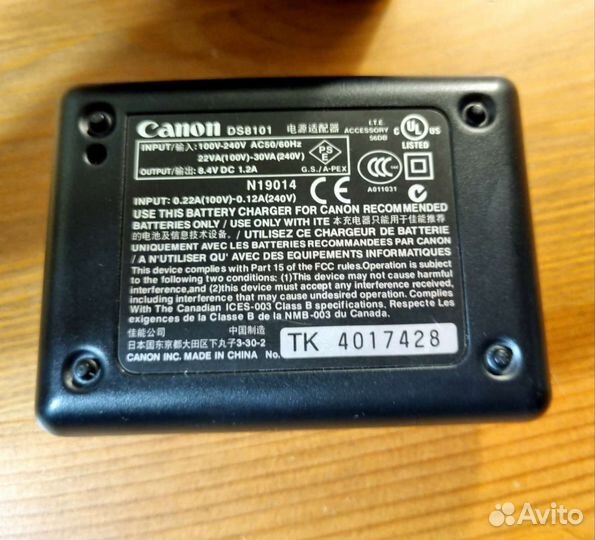 Canon DS8101 电源适配器 I.T.E. ACCESSORY 56DB c UL US LISTED
INPUT/输入:100V-240V AC50/60Hz
22VA(100V)-30VA(240V)
OUTPUT/输出: 8.4V DC 1.2A
PSE G.S./A-PEX
CCC A011031
N19014 CE
INPUT: 0.22A(100V)-0.12A(240V)
USE THIS BATTERY CHARGER FOR CANON RECOMMENDED
BATTERIES ONLY / USE ONLY WITH ITE 本充电器只能用于佳能推荐
的电池及信息技术设备. / UTILISEZ CE CHARGEUR DE BATTERIE
UNIQUEMENT AVEC LES BATTERIES RECOMMANDEES PAR CANON
/ A N'UTILISER QU' AVEC DES EQUIPEMENTS INFORMATIQUES
This device complies with Part 15 of the FCC rules.Operation is subject
to the following two conditions: (1)This device may not cause harmful
interference,and (2)this device must accept any interference received,
including interference that may cause undesired operation. Complies
With The Canadian ICES-003 Class B specifications. Respecte Les
exigences de la Classe B de la NMB-003 du Canada.
佳能公司 中国制造
日本国东京都大田区下丸子3-30-2
CANON INC. MADE IN CHINA No. TK 4017428
Avito